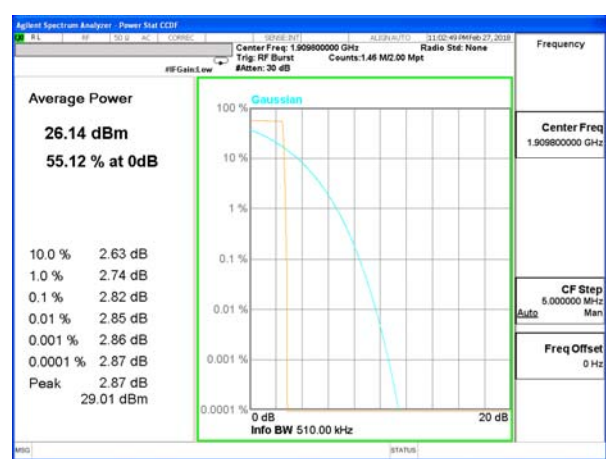 Agilent Spectrum Analyzer - Power Stat CCDF
RL RF 50 Ω AC CORREC SENSE:INT ALIGN AUTO 11:02:49 PM Feb 27, 2018
Center Freq: 1.909800000 GHz Radio Std: None
Trig: RF Burst Counts:1.46 M/2.00 Mpt
#IFGain:Low #Atten: 30 dB
Frequency
Average Power
26.14 dBm
55.12 % at 0dB
10.0 % 2.63 dB
1.0 % 2.74 dB
0.1 % 2.82 dB
0.01 % 2.85 dB
0.001 % 2.86 dB
0.0001 % 2.87 dB
Peak 2.87 dB
29.01 dBm
Gaussian
100 %
10 %
1 %
0.1 %
0.01 %
0.001 %
0.0001 %
0 dB 20 dB
Info BW 510.00 kHz
Center Freq
1.909800000 GHz
CF Step
5.000000 MHz
Auto Man
Freq Offset
0 Hz
MSG STATUS